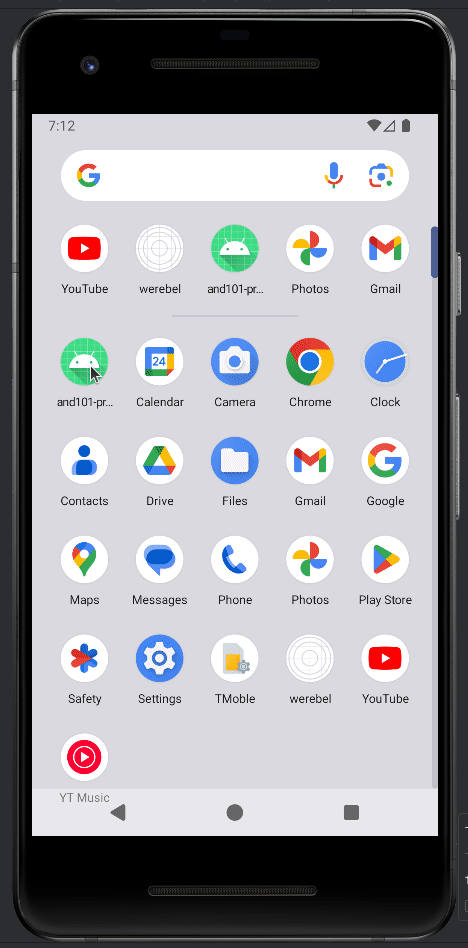 7:12
YouTube werebel and101-pr... Photos Gmail
and101-pr... Calendar Camera Chrome Clock
24
Contacts Drive Files Gmail Google
Maps Messages Phone Photos Play Store
Safety Settings TMoble werebel YouTube
YT Music